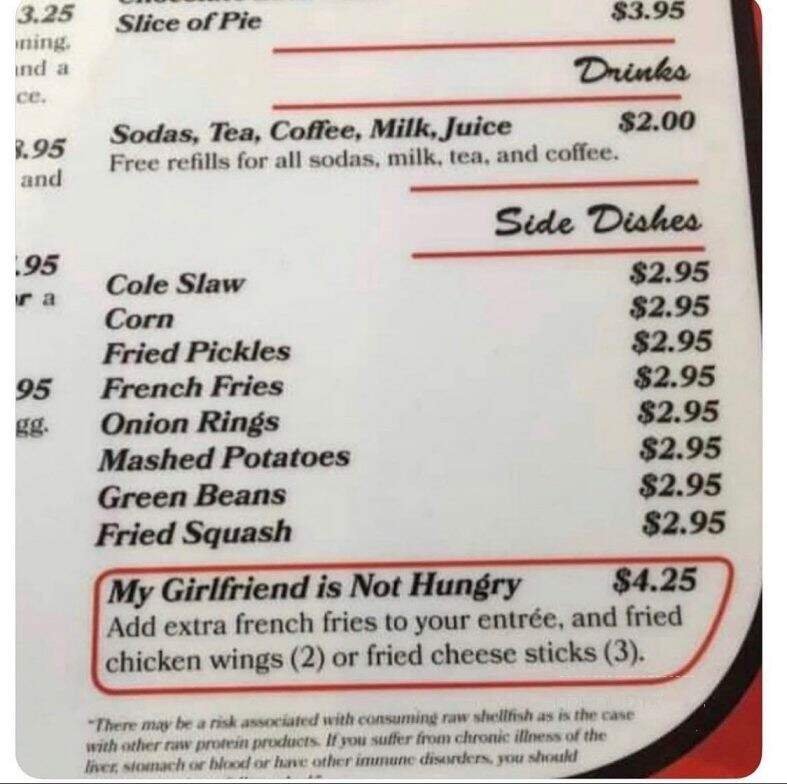 3.25
ning.
and a
ce.
8.95
and
.95
r a
95
gg.
Slice of Pie $3.95
Drinks
Sodas, Tea, Coffee, Milk, Juice $2.00
Free refills for all sodas, milk, tea, and coffee.
Side Dishes
Cole Slaw $2.95
Corn $2.95
Fried Pickles $2.95
French Fries $2.95
Onion Rings $2.95
Mashed Potatoes $2.95
Green Beans $2.95
Fried Squash $2.95
My Girlfriend is Not Hungry $4.25
Add extra french fries to your entrée, and fried
chicken wings (2) or fried cheese sticks (3).
"There may be a risk associated with consuming raw shellfish as is the case
with other raw protein products. If you suffer from chronic illness of the
liver, stomach or blood or have other immune disorders, you should